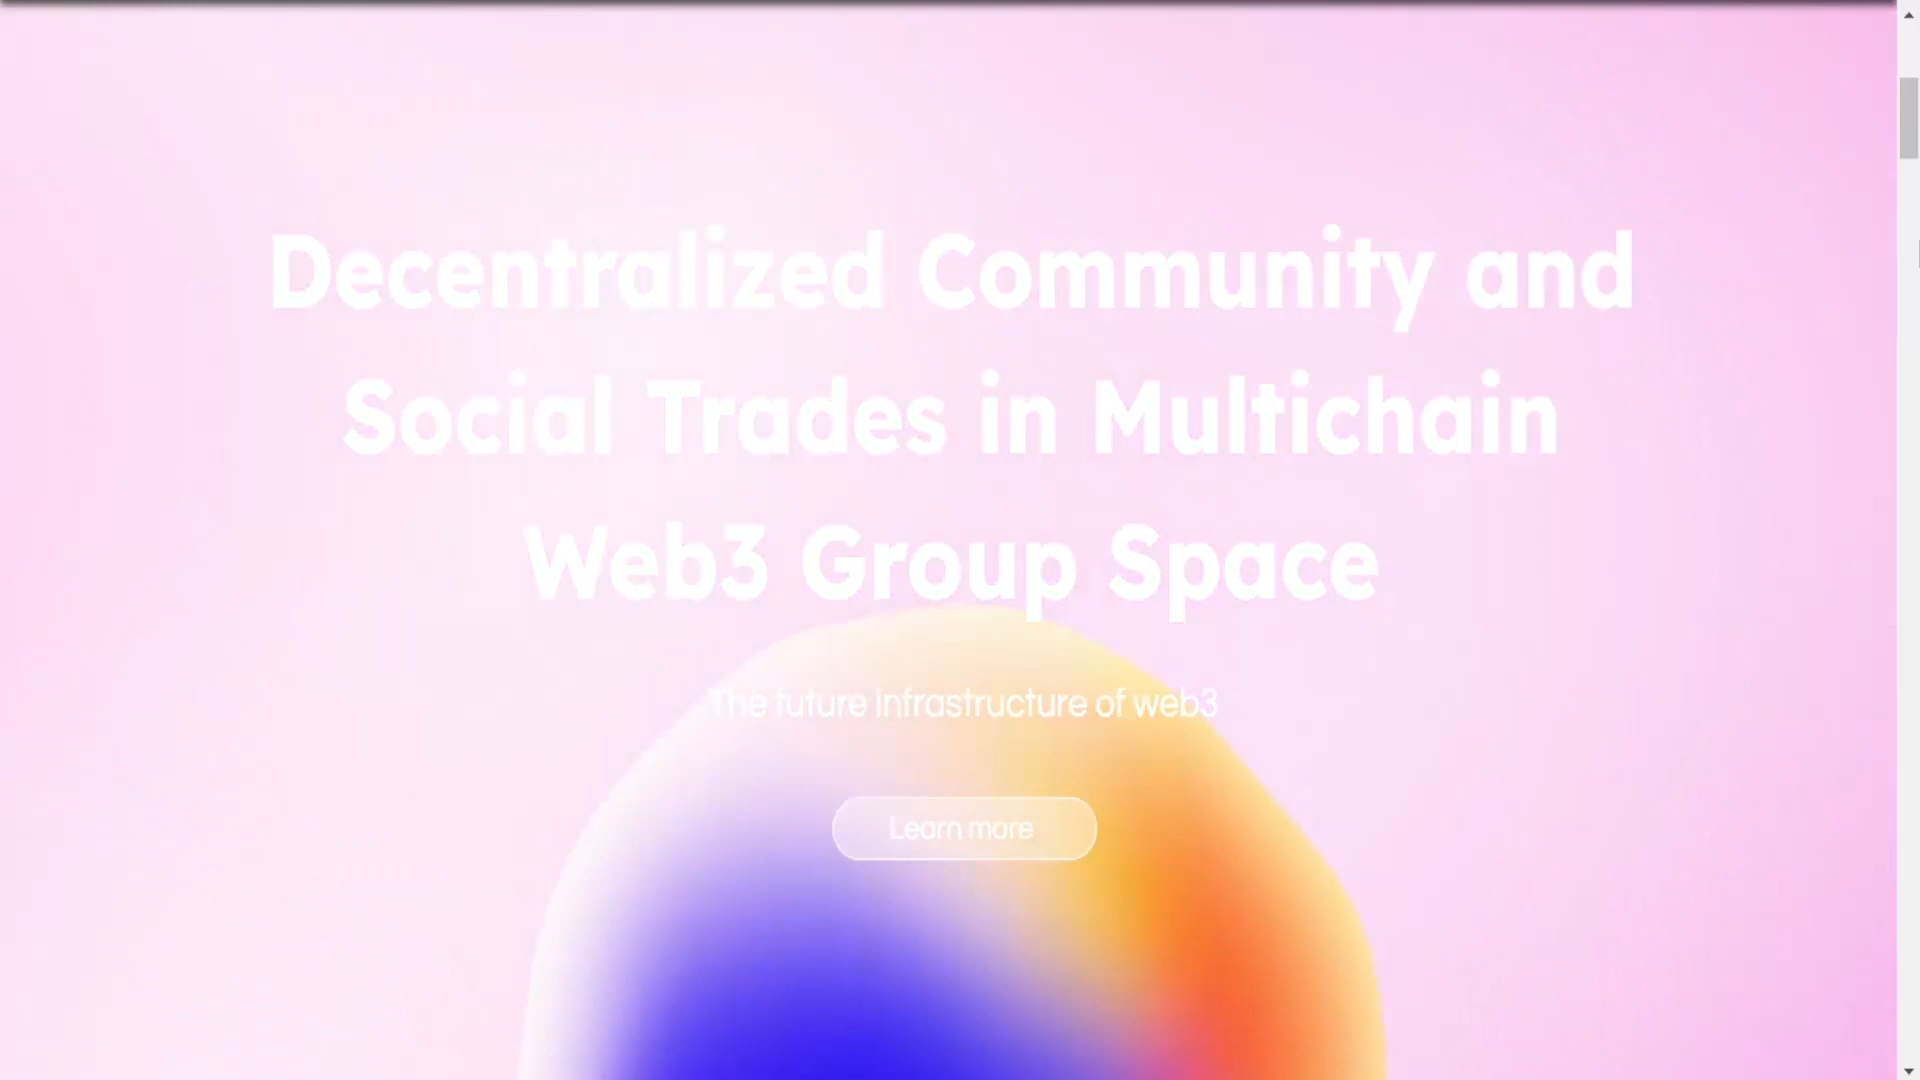 Decentralized Community and
Social Trades in Multichain
Web3 Group Space
The future infrastructure of web3
Learn more